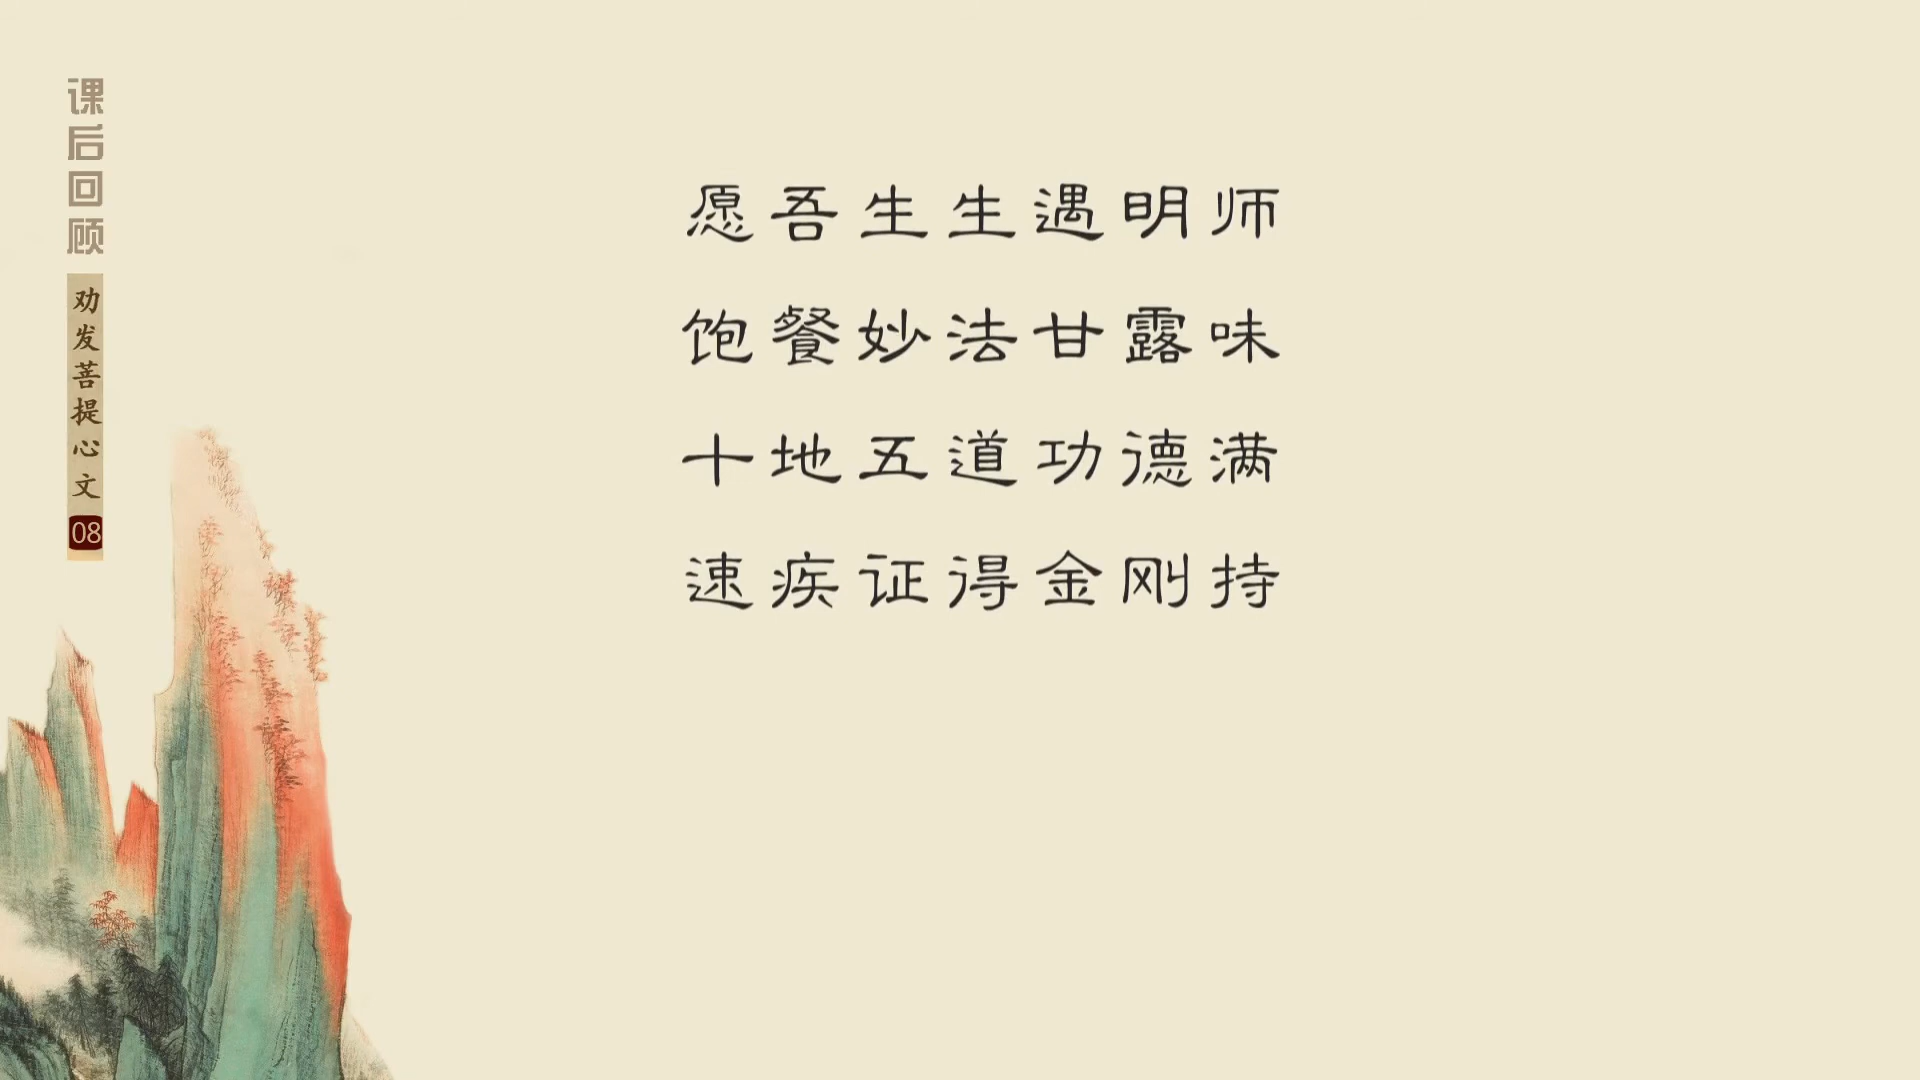 课后回顾
劝发菩提心文
08
愿吾生生遇明师
饱餐妙法甘露味
十地五道功德满
速疾证得金刚持